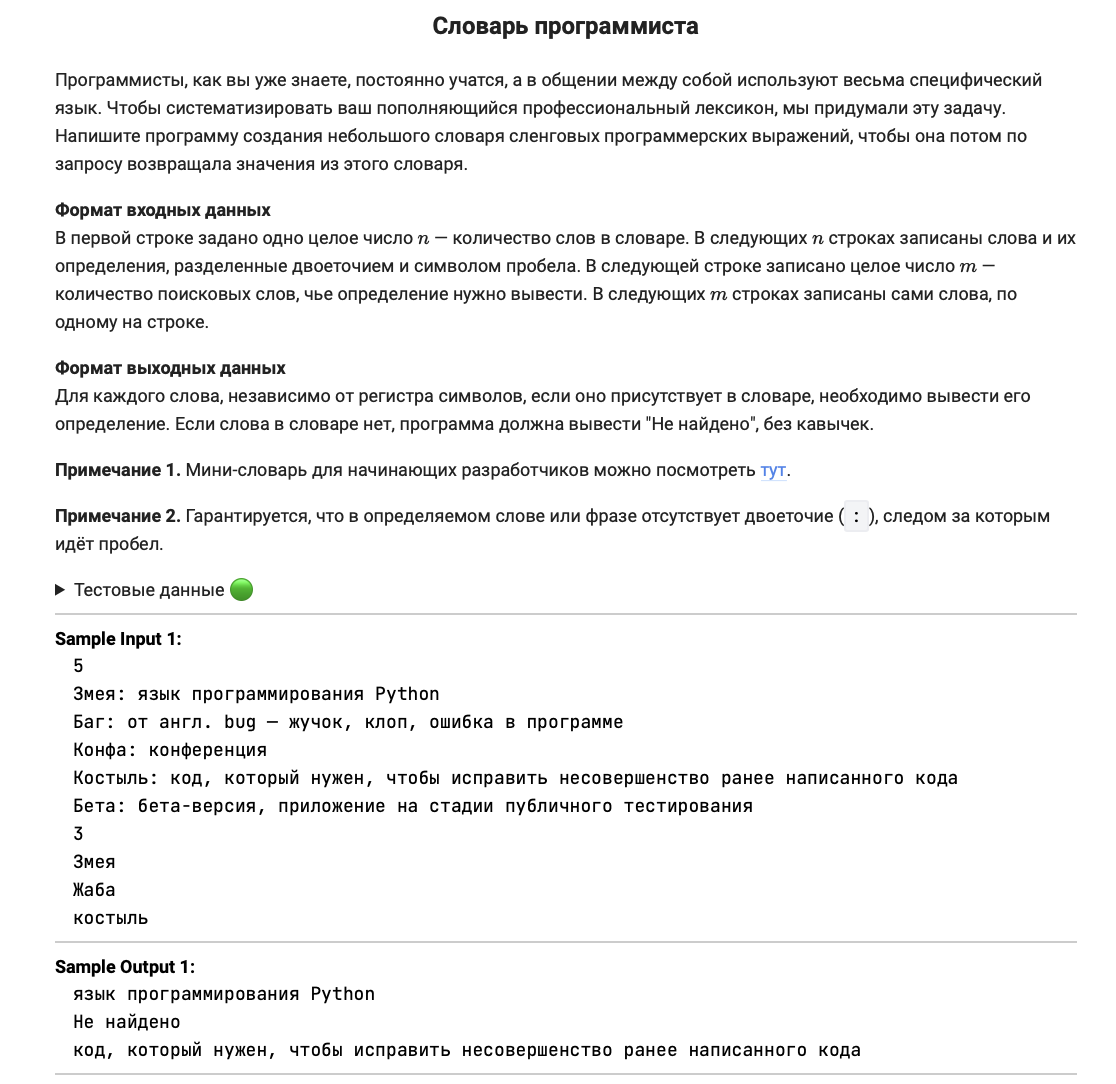 Словарь программиста
Программисты, как вы уже знаете, постоянно учатся, а в общении между собой используют весьма специфический
язык. Чтобы систематизировать ваш пополняющийся профессиональный лексикон, мы придумали эту задачу.
Напишите программу создания небольшого словаря сленговых программерских выражений, чтобы она потом по
запросу возвращала значения из этого словаря.
Формат входных данных
В первой строке задано одно целое число n — количество слов в словаре. В следующих n строках записаны слова и их
определения, разделенные двоеточием и символом пробела. В следующей строке записано целое число m —
количество поисковых слов, чье определение нужно вывести. В следующих m строках записаны сами слова, по
одному на строке.
Формат выходных данных
Для каждого слова, независимо от регистра символов, если оно присутствует в словаре, необходимо вывести его
определение. Если слова в словаре нет, программа должна вывести "Не найдено", без кавычек.
Примечание 1. Мини-словарь для начинающих разработчиков можно посмотреть тут.
Примечание 2. Гарантируется, что в определяемом слове или фразе отсутствует двоеточие ( : ), следом за которым
идёт пробел.
Тестовые данные
Sample Input 1:
5
Змея: язык программирования Python
Баг: от англ. bug — жучок, клоп, ошибка в программе
Конфа: конференция
Костыль: код, который нужен, чтобы исправить несовершенство ранее написанного кода
Бета: бета-версия, приложение на стадии публичного тестирования
3
Змея
Жаба
костыль
Sample Output 1:
язык программирования Python
Не найдено
код, который нужен, чтобы исправить несовершенство ранее написанного кода